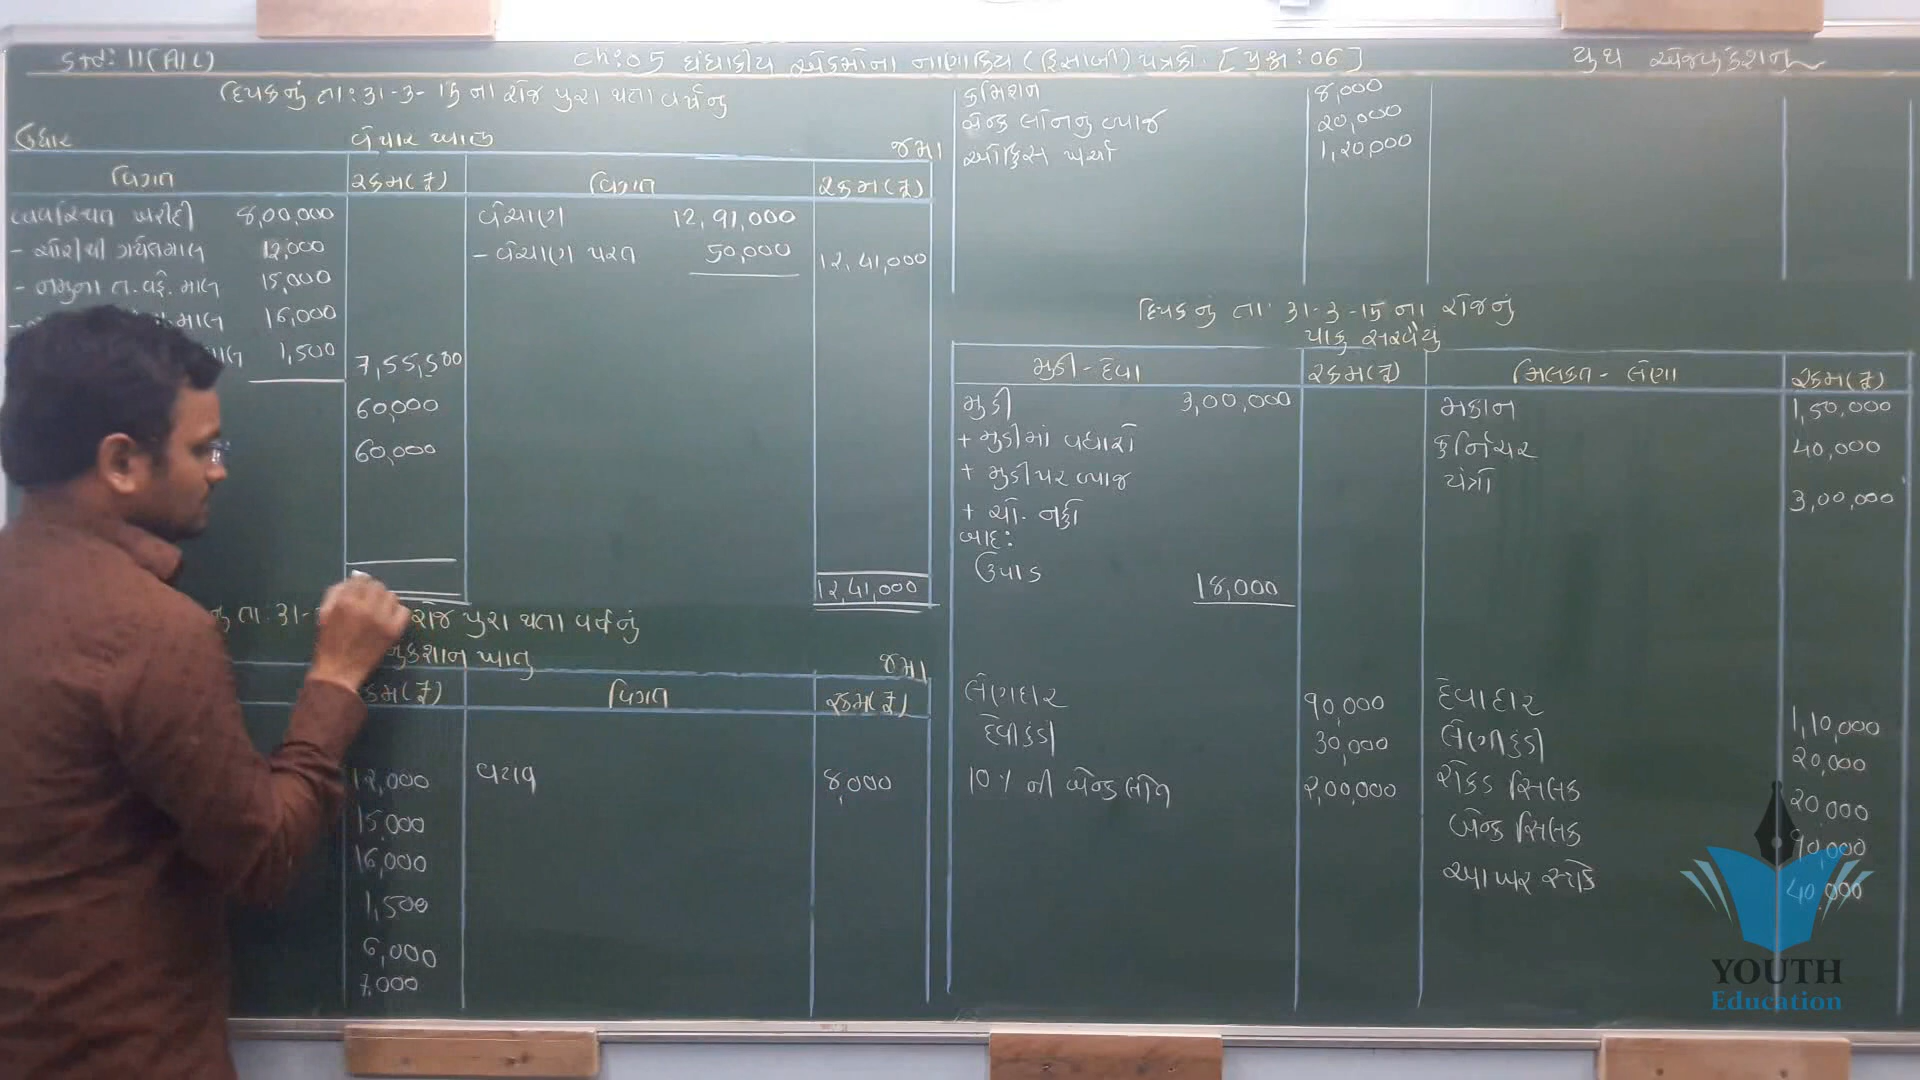 Std: 11(A/C)
ch:05 ધંધાકીય એકમોના નાણાકિય (હિસાબી) પત્રકો. [પ્રશ્ન : 06]
યુથ એજ્યુકેશન
દિપકનું તા: 31-3-15 ના રોજ પુરા થતા વર્ષનું
ઉધાર
વેપાર ખાતુ
જમા
વિગત
રકમ(રૂ)
વિગત
રકમ(રૂ)
ખરીદી 8,00,000
વેચાણ 12,91,000
- ચોરાયી ગયેલમાલ 12,000
- વેચાણ પરત 50,000 12,41,000
- નમુના ત. વહેં. માલ 15,000
માલ 16,000
1,500 7,55,500
60,000
60,000
12,41,000
નું તા. 31- રોજ પુરા થતા વર્ષનું
નુકશાન ખાતુ
જમા
રકમ(રૂ)
વિગત
રકમ(રૂ)
12,000 વટાવ 8,000
15,000
16,000
1,500
6,000
7,000
કમિશન 8,000
બેન્ક લોનનું વ્યાજ 20,000
ઓફિસ ખર્ચા 1,20,000
દિપકનું તા: 31-3-15 ના રોજનું
પાકુ સરવૈયું
મુડી - દેવા
રકમ(રૂ)
મિલકત - લેણા
રકમ(રૂ)
મુડી 3,00,000
મકાન 1,50,000
+ મુડીમાં વધારો
ફર્નિચર 40,000
+ મુડીપર વ્યાજ
યંત્રો 3,00,000
+ ચો. નફો
બાદ:
ઉપાડ 18,000
લેણદાર 90,000
દેવાદાર 1,10,000
દેવીહુંડી 30,000
લેણીહુંડી 20,000
10% ની બેન્ક લોન 2,00,000
રોકડ સિલક 20,000
બેન્ક સિલક 90,000
આખર સ્ટોક 40,000
YOUTH
Education